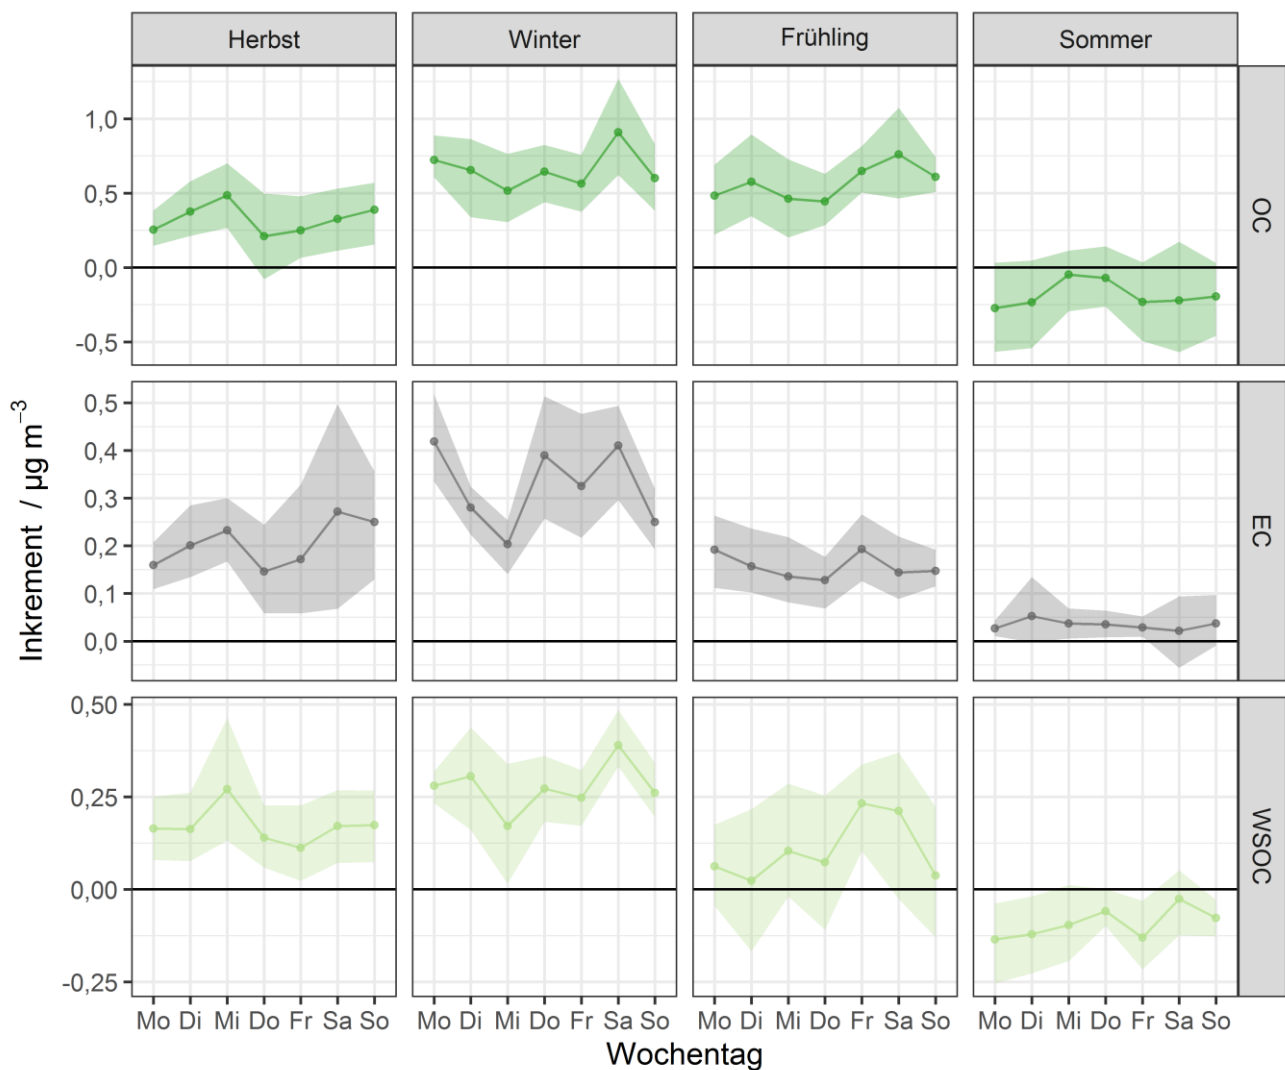 Herbst Winter Frühling Sommer
1,0
0,5
0,0
-0,5
OC
0,5
0,4
0,3
0,2
0,1
0,0
EC
0,50
0,25
0,00
-0,25
WSOC
Inkrement / µg m⁻³
Mo Di Mi Do Fr Sa So Mo Di Mi Do Fr Sa So Mo Di Mi Do Fr Sa So Mo Di Mi Do Fr Sa So
Wochentag